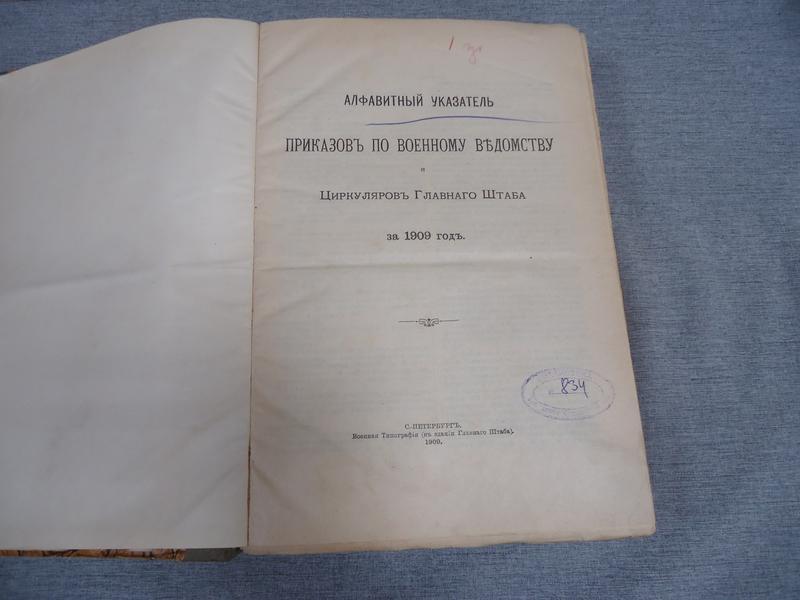 1
АЛФАВИТНЫЙ УКАЗАТЕЛЬ
ПРИКАЗОВЪ ПО ВОЕННОМУ ВѢДОМСТВУ
и
Циркуляровъ Главнаго Штаба
за 1909 годъ.
834
С-ПЕТЕРБУРГЪ.
Военная Типографія (въ зданіи Главнаго Штаба).
1909.